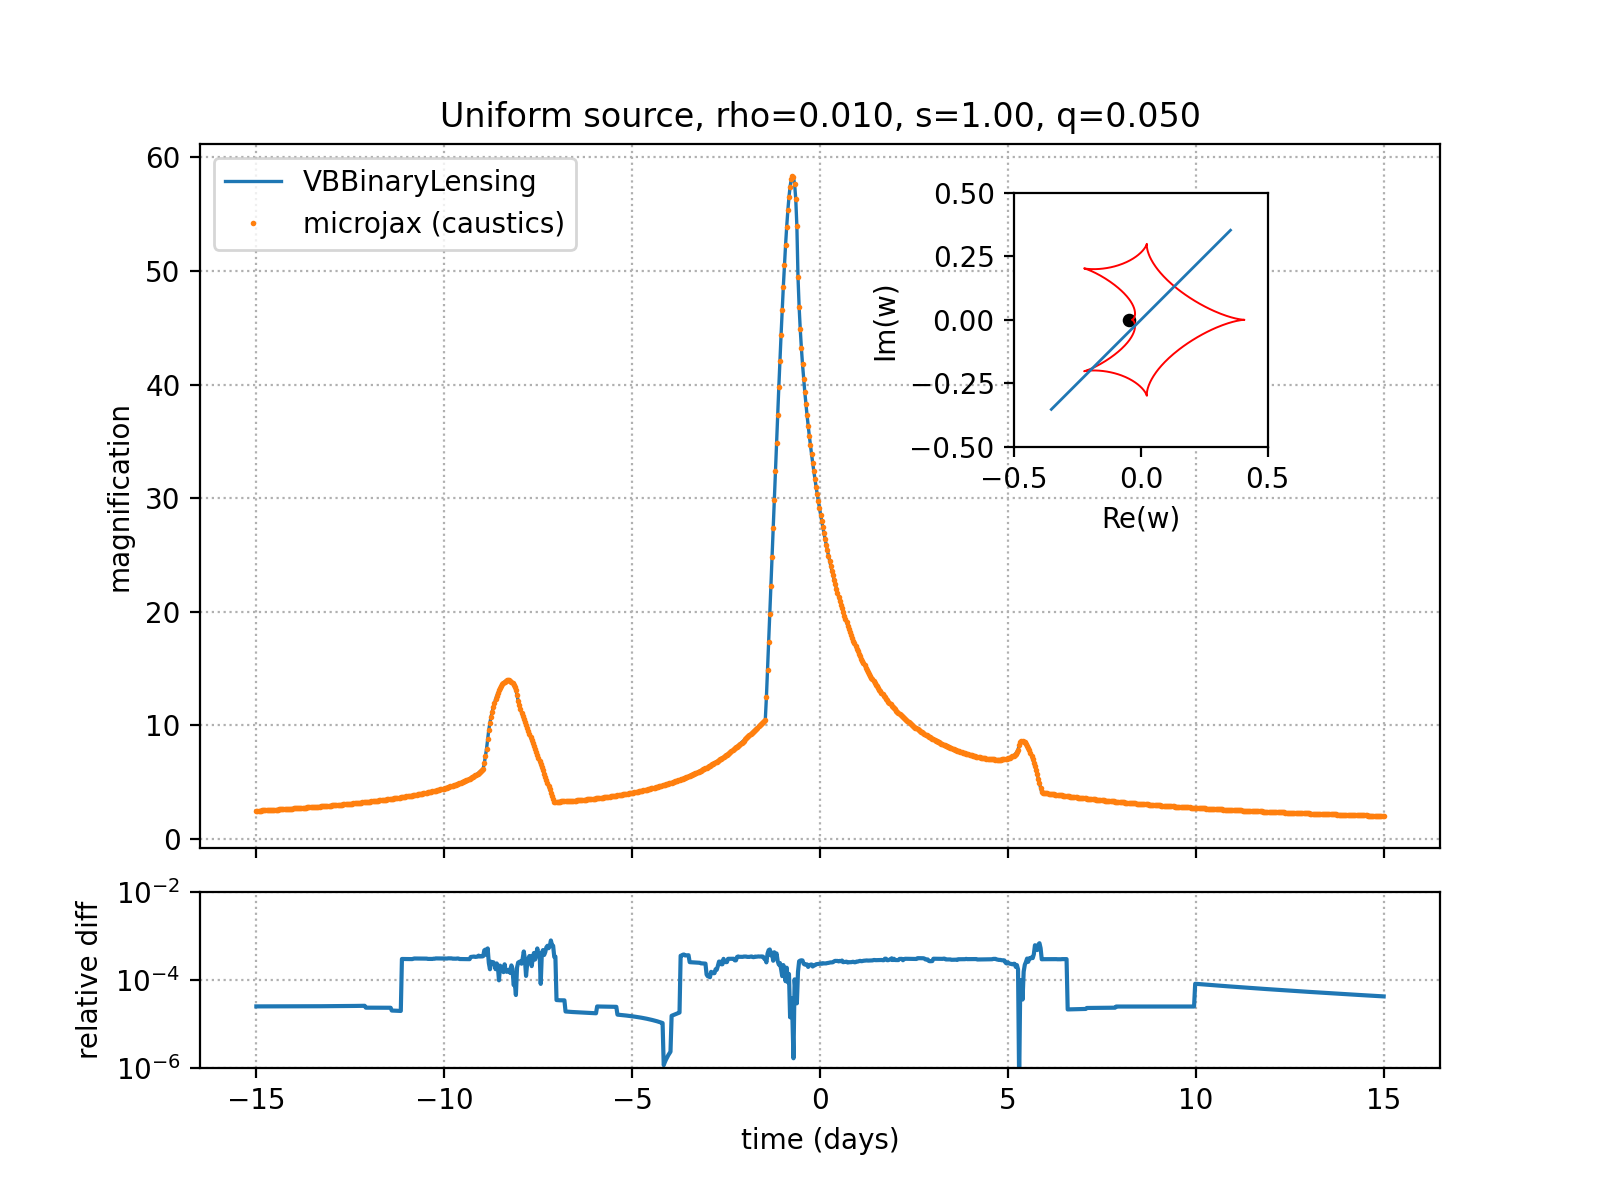 Uniform source, rho=0.010, s=1.00, q=0.050
60
50
40
30
20
10
0
magnification
VBBinaryLensing
microjax (caustics)
0.50
0.25
0.00
−0.25
−0.50
Im(w)
−0.5 0.0 0.5
Re(w)
10⁻²
10⁻⁴
10⁻⁶
relative diff
−15 −10 −5 0 5 10 15
time (days)